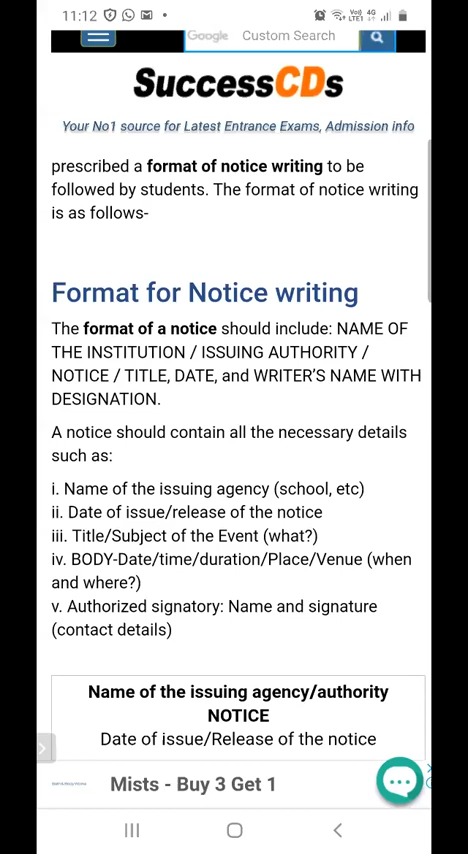 11:12
Vo)) 4G
LTE1
Google Custom Search
SuccessCDs
Your No1 source for Latest Entrance Exams, Admission info
prescribed a format of notice writing to be
followed by students. The format of notice writing
is as follows-
Format for Notice writing
The format of a notice should include: NAME OF
THE INSTITUTION / ISSUING AUTHORITY /
NOTICE / TITLE, DATE, and WRITER’S NAME WITH
DESIGNATION.
A notice should contain all the necessary details
such as:
i. Name of the issuing agency (school, etc)
ii. Date of issue/release of the notice
iii. Title/Subject of the Event (what?)
iv. BODY-Date/time/duration/Place/Venue (when
and where?)
v. Authorized signatory: Name and signature
(contact details)
Name of the issuing agency/authority
NOTICE
Date of issue/Release of the notice
Mists - Buy 3 Get 1